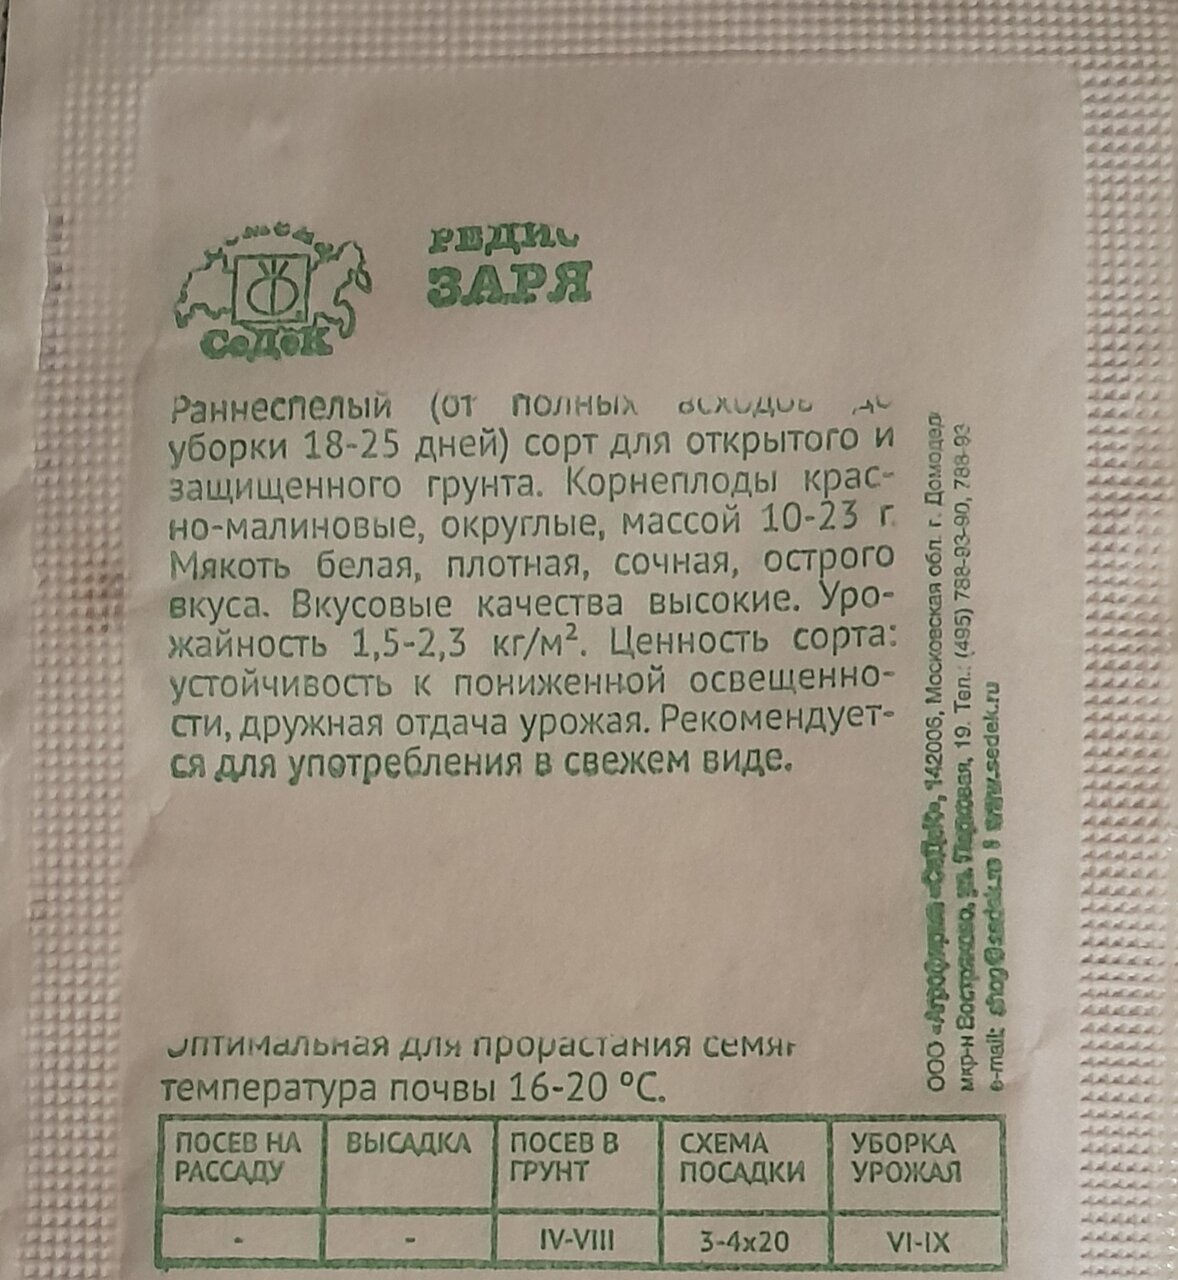 РЕДИС
ЗАРЯ
СеДеК
Раннеспелый (от полных всходов до
уборки 18-25 дней) сорт для открытого и
защищенного грунта. Корнеплоды крас-
но-малиновые, округлые, массой 10-23 г.
Мякоть белая, плотная, сочная, острого
вкуса. Вкусовые качества высокие. Уро-
жайность 1,5-2,3 кг/м². Ценность сорта:
устойчивость к пониженной освещенно-
сти, дружная отдача урожая. Рекомендует-
ся для употребления в свежем виде.
ООО «Агрофирма «СеДеК», 142006, Московская обл. г. Домодед
мкр-н Востряково, ул. Парковая, 19. Тел.: (495) 788-93-90, 788-93
e-mail: shop@sedek.ru www.sedek.ru
Оптимальная для прорастания семян
температура почвы 16-20 °С.
ПОСЕВ НА РАССАДУ
ВЫСАДКА
ПОСЕВ В ГРУНТ
СХЕМА ПОСАДКИ
УБОРКА УРОЖАЯ
- - IV-VIII 3-4x20 VI-IX